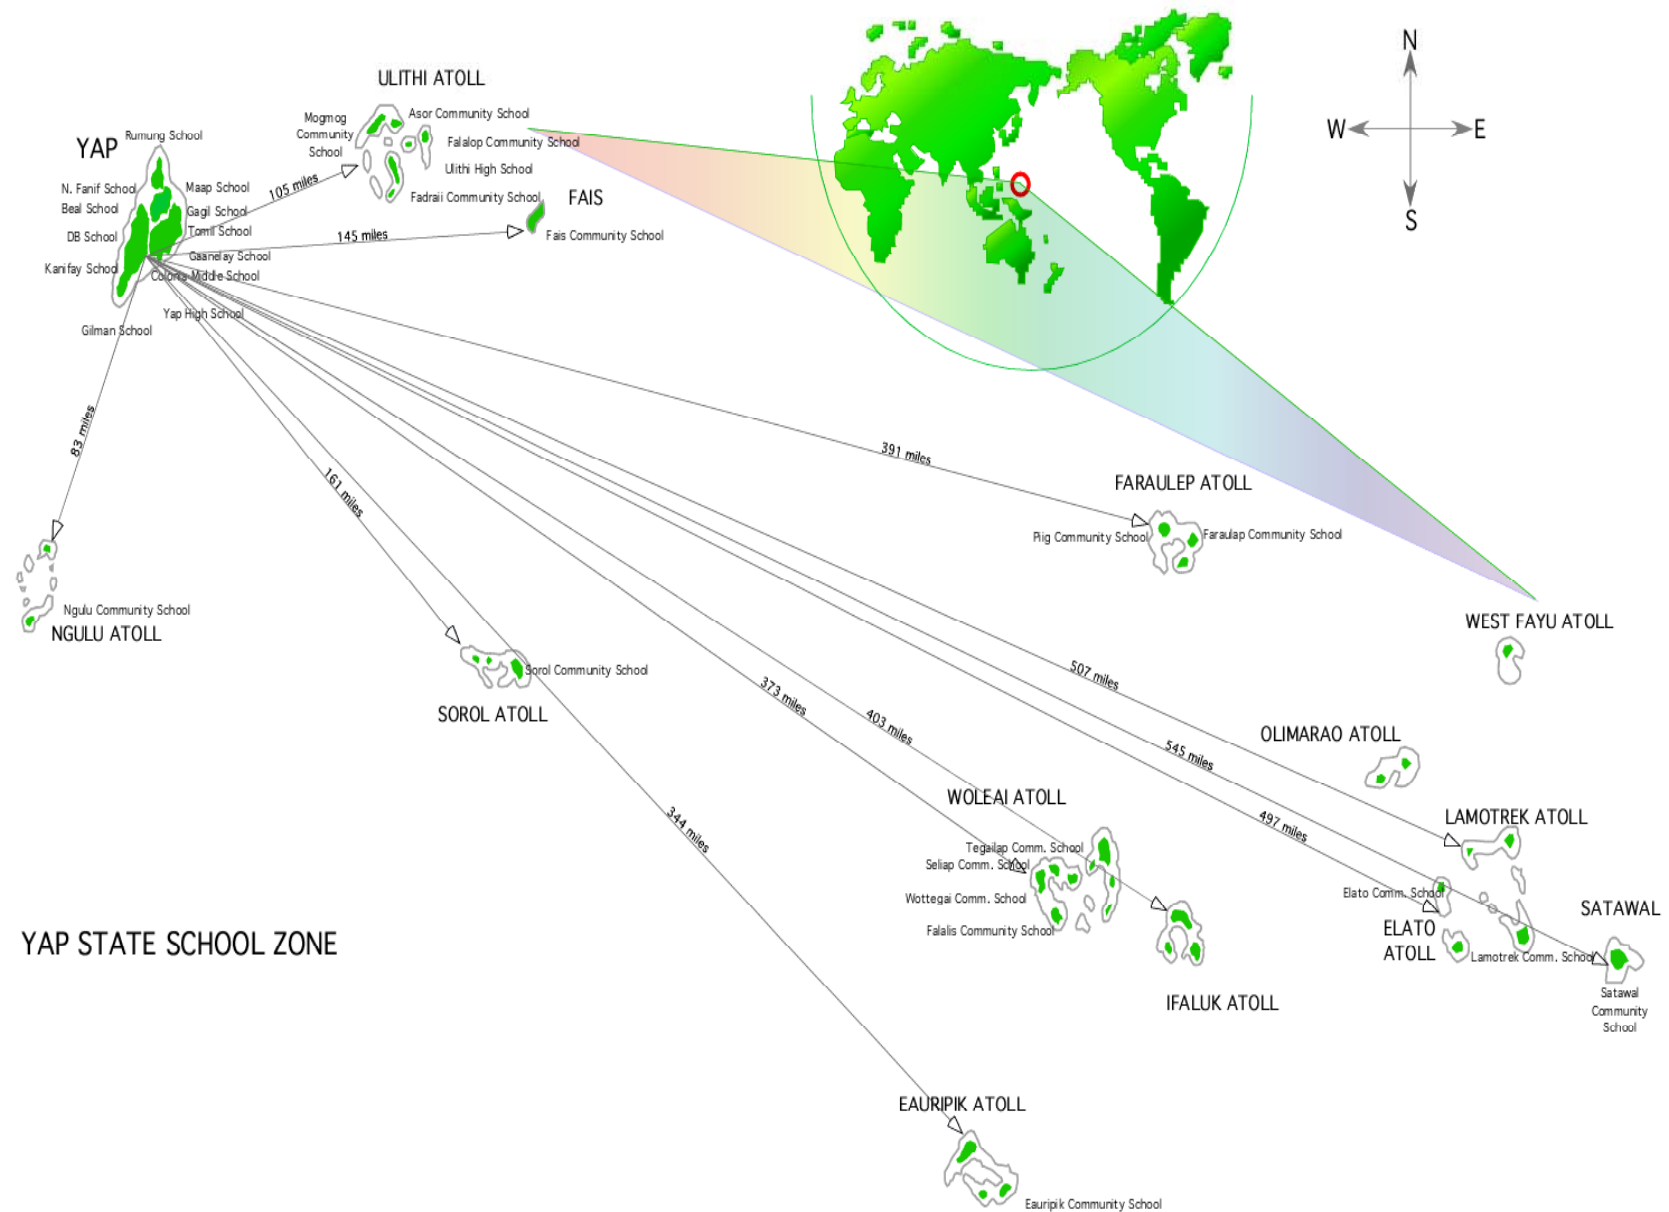 ULITHI ATOLL
Mogmog
Community
School
Asor Community School
Falalop Community School
Ulithi High School
Fadraii Community School
YAP
Rumung School
N. Fanif School
Beal School
DB School
Kanifay School
Maap School
Gagil School
Tomil School
Gaanelay School
Colonia Middle School
Yap High School
Gilman School
105 miles
145 miles
FAIS
Fais Community School
N
W
E
S
83 miles
161 miles
391 miles
FARAULEP ATOLL
Piig Community School
Faraulap Community School
Ngulu Community School
NGULU ATOLL
Sorol Community School
SOROL ATOLL
WEST FAYU ATOLL
507 miles
373 miles
403 miles
545 miles
497 miles
344 miles
OLIMARAO ATOLL
WOLEAI ATOLL
Tegailap Comm. School
Seliap Comm. School
Wottegai Comm. School
Falalis Community School
LAMOTREK ATOLL
Elato Comm. School
ELATO
ATOLL
Lamotrek Comm. School
SATAWAL
Satawal
Community
School
IFALUK ATOLL
YAP STATE SCHOOL ZONE
EAURIPIK ATOLL
Eauripik Community School